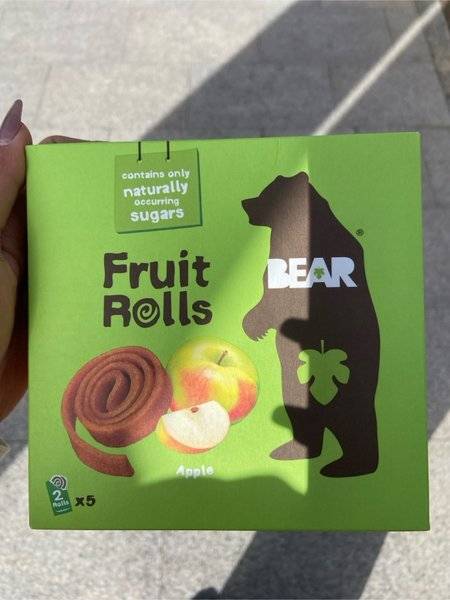 contains only
naturally
occurring
sugars
Fruit
Rolls
BEAR®
Apple
2
Rolls
x5